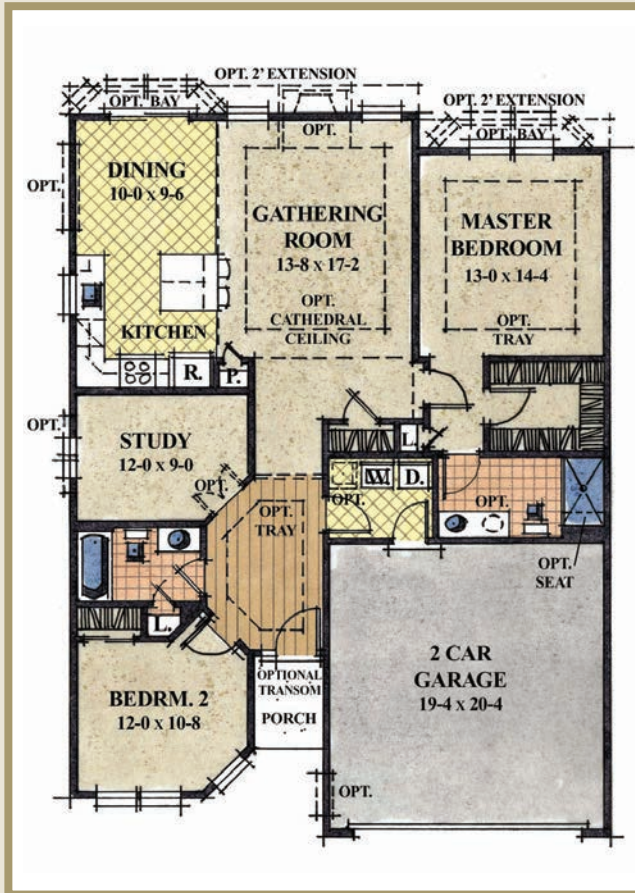 OPT. 2' EXTENSION
OPT. 2' EXTENSION
OPT. BAY
OPT.
OPT. BAY
DINING
10-0 x 9-6
OPT.
GATHERING
ROOM
13-8 x 17-2
MASTER
BEDROOM
13-0 x 14-4
OPT.
CATHEDRAL
CEILING
OPT.
TRAY
KITCHEN
R.
P.
OPT.
STUDY
12-0 x 9-0
OPT.
L.
OPT.
W
D.
OPT.
OPT.
TRAY
OPT.
SEAT
L.
BEDRM. 2
12-0 x 10-8
OPTIONAL
TRANSOM
PORCH
2 CAR
GARAGE
19-4 x 20-4
OPT.